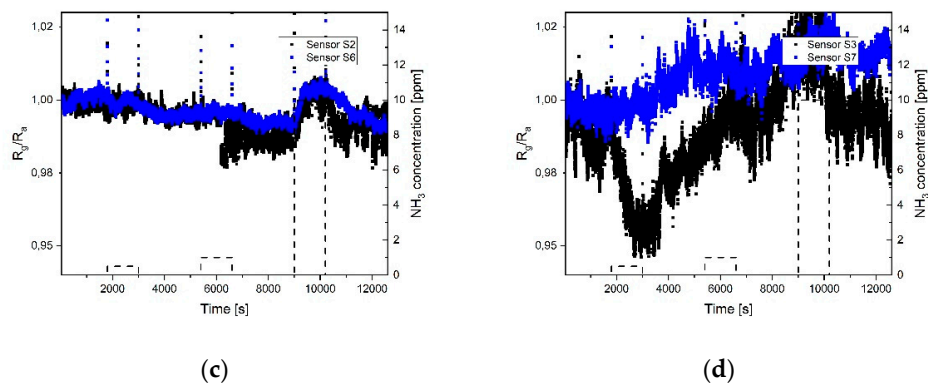 1,02
1,00
0,98
0,95
Rg/Ra
Sensor S2
Sensor S6
14
12
10
8
6
4
2
0
NH3 concentration [ppm]
2000 4000 6000 8000 10000 12000
Time [s]
(c)
1,02
1,00
0,98
0,95
Rg/Ra
Sensor S3
Sensor S7
14
12
10
8
6
4
2
0
NH3 concentration [ppm]
2000 4000 6000 8000 10000 12000
Time [s]
(d)